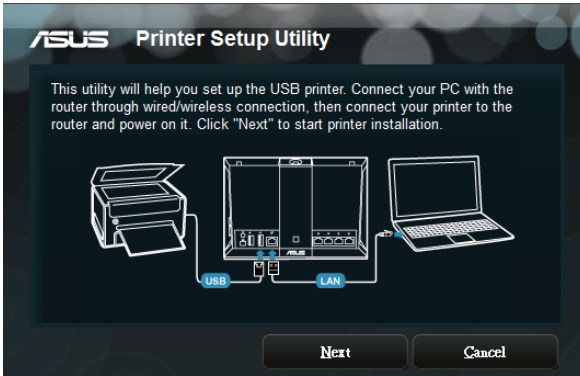 ASUS Printer Setup Utility
This utility will help you set up the USB printer. Connect your PC with the
router through wired/wireless connection, then connect your printer to the
router and power on it. Click "Next" to start printer installation.
ASUS
USB
LAN
Next
Cancel